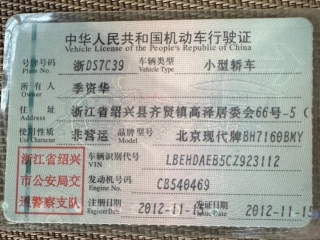 中华人民共和国机动车行驶证
Vehicle License of the People's Republic of China
号牌号码 浙DS7C39 车辆类型 小型轿车
Plate No. Vehicle Type
所有人 季资华
Owner
住址 浙江省绍兴县齐贤镇高泽居委会66号-5(
Address
使用性质 非营运 品牌型号 北京现代牌BH7160BMY
Use Character Model
浙江省绍兴市公安局交通警察支队
车辆识别代号 LBEHDAEB5CZ923112
VIN
发动机号码 CB540469
Engine No.
注册日期 2012-11-15 发证日期 2012-11-15
Register Date Issue Date